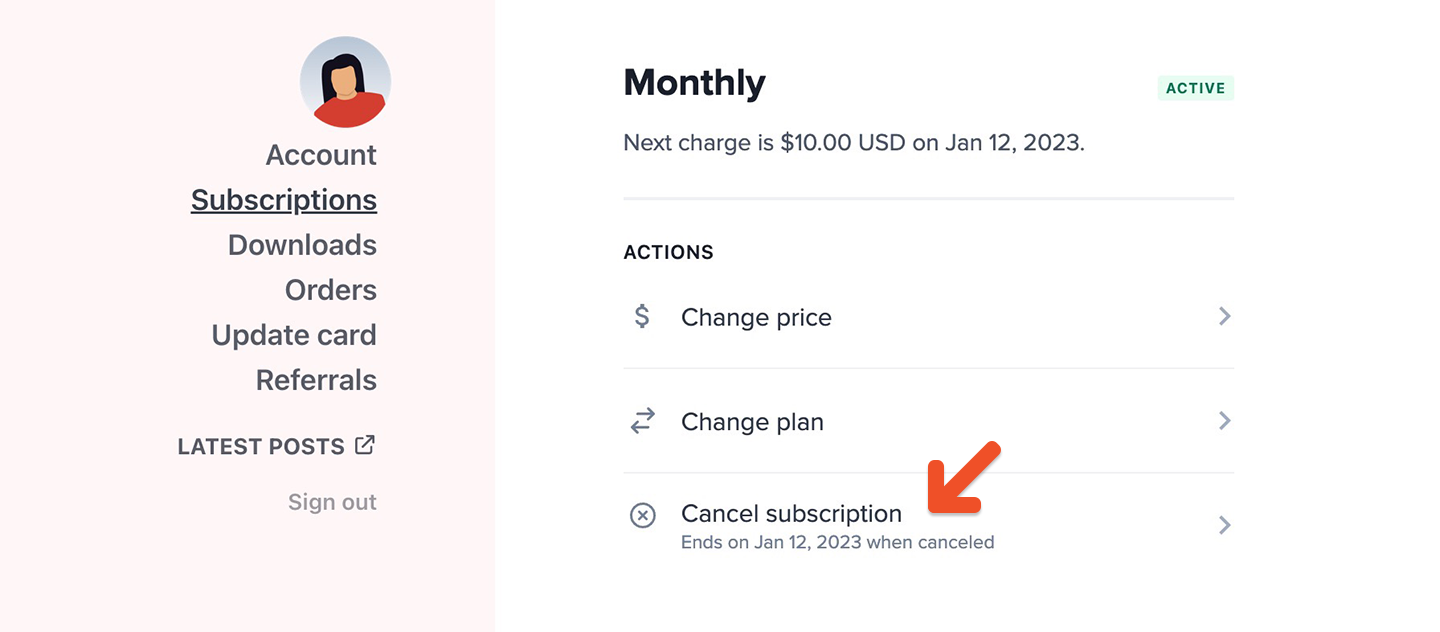 Account
Subscriptions
Downloads
Orders
Update card
Referrals
LATEST POSTS
Sign out
Monthly
ACTIVE
Next charge is $10.00 USD on Jan 12, 2023.
ACTIONS
Change price
Change plan
Cancel subscription
Ends on Jan 12, 2023 when canceled